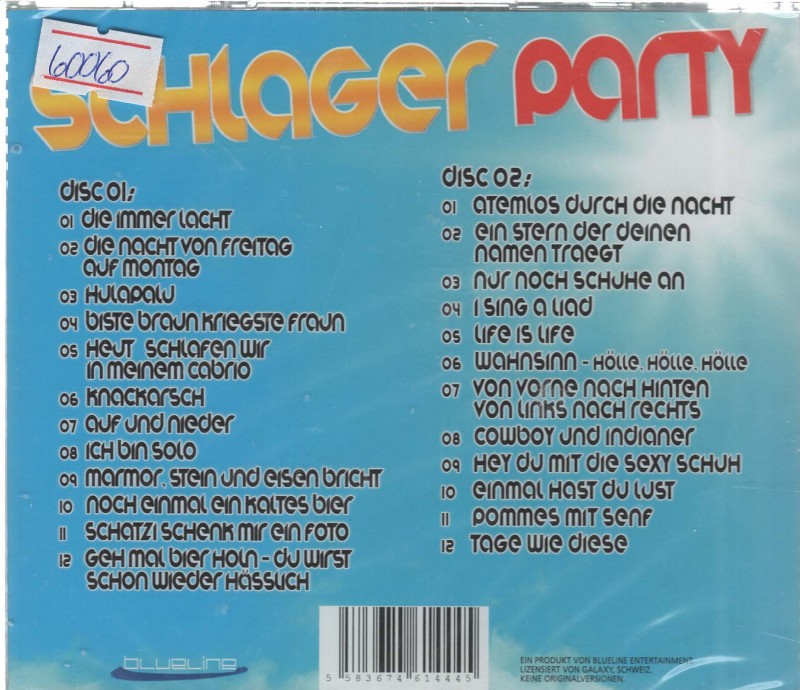 60060
SCHLAGER PARTY
DISC 01:
01 DIE IMMER LACHT
02 DIE NACHT VON FREITAG
AUF MONTAG
03 HULAPALU
04 BISTE BRAUN KRIEGSTE FRAUN
05 HEUT SCHLAFEN WIR
IN MEINEM CABRIO
06 KNACKARSCH
07 AUF UND NIEDER
08 ICH BIN SOLO
09 MARMOR, STEIN UND EISEN BRICHT
10 NOCH EINMAL EIN KALTES BIER
11 SCHATZI SCHENK MIR EIN FOTO
12 GEH MAL BIER HOLN - DU WIRST
SCHON WIEDER HÄSSLICH
DISC 02:
01 ATEMLOS DURCH DIE NACHT
02 EIN STERN DER DEINEN
NAMEN TRAEGT
03 NUR NOCH SCHUHE AN
04 I SING A LIAD
05 LIFE IS LIFE
06 WAHNSINN - HÖLLE, HÖLLE, HÖLLE
07 VON VORNE NACH HINTEN
VON LINKS NACH RECHTS
08 COWBOY UND INDIANER
09 HEY DU MIT DIE SEXY SCHUH
10 EINMAL HAST DU LUST
11 POMMES MIT SENF
12 TAGE WIE DIESE
blueline
5 583674 614445
EIN PRODUKT VON BLUELINE ENTERTAINMENT.
LIZENSIERT VON GALAXY, SCHWEIZ.
KEINE ORIGINALVERSIONEN.